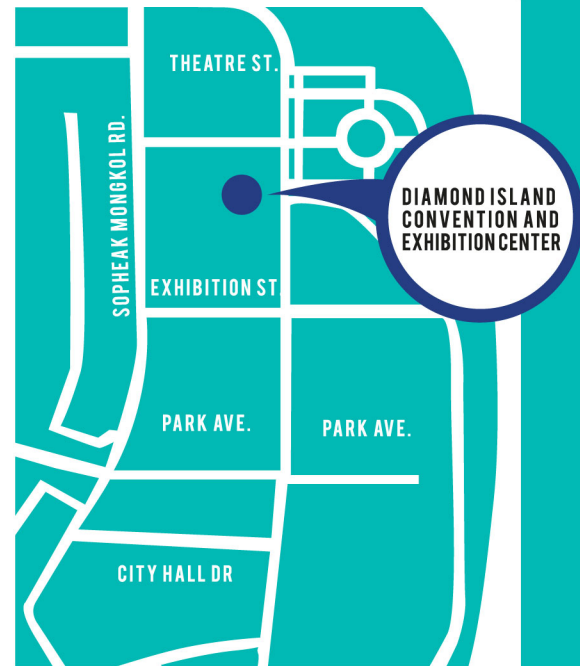 THEATRE ST.
SOPHEAK MONGKOL RD.
DIAMOND ISLAND
CONVENTION AND
EXHIBITION CENTER
EXHIBITION ST.
PARK AVE.
PARK AVE.
CITY HALL DR